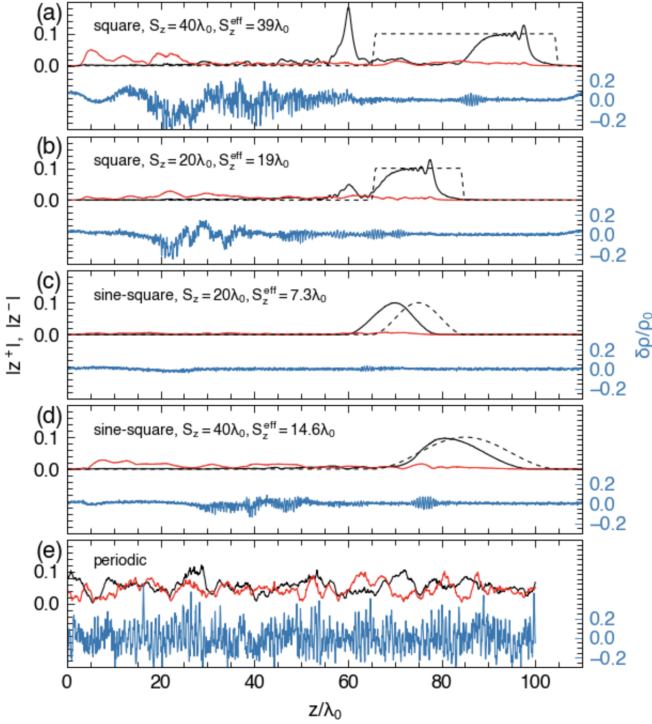 (a)
square, S_z = 40λ_0, S_z^eff = 39λ_0
0.1
0.0
0.2
0.0
−0.2
(b)
square, S_z = 20λ_0, S_z^eff = 19λ_0
0.1
0.0
0.2
0.0
−0.2
(c)
sine-square, S_z = 20λ_0, S_z^eff = 7.3λ_0
0.1
0.0
0.2
0.0
−0.2
|z⁺|, |z⁻|
δρ/ρ_0
(d)
sine-square, S_z = 40λ_0, S_z^eff = 14.6λ_0
0.1
0.0
0.2
0.0
−0.2
(e)
periodic
0.1
0.0
0.2
0.0
−0.2
0 20 40 60 80 100
z/λ_0